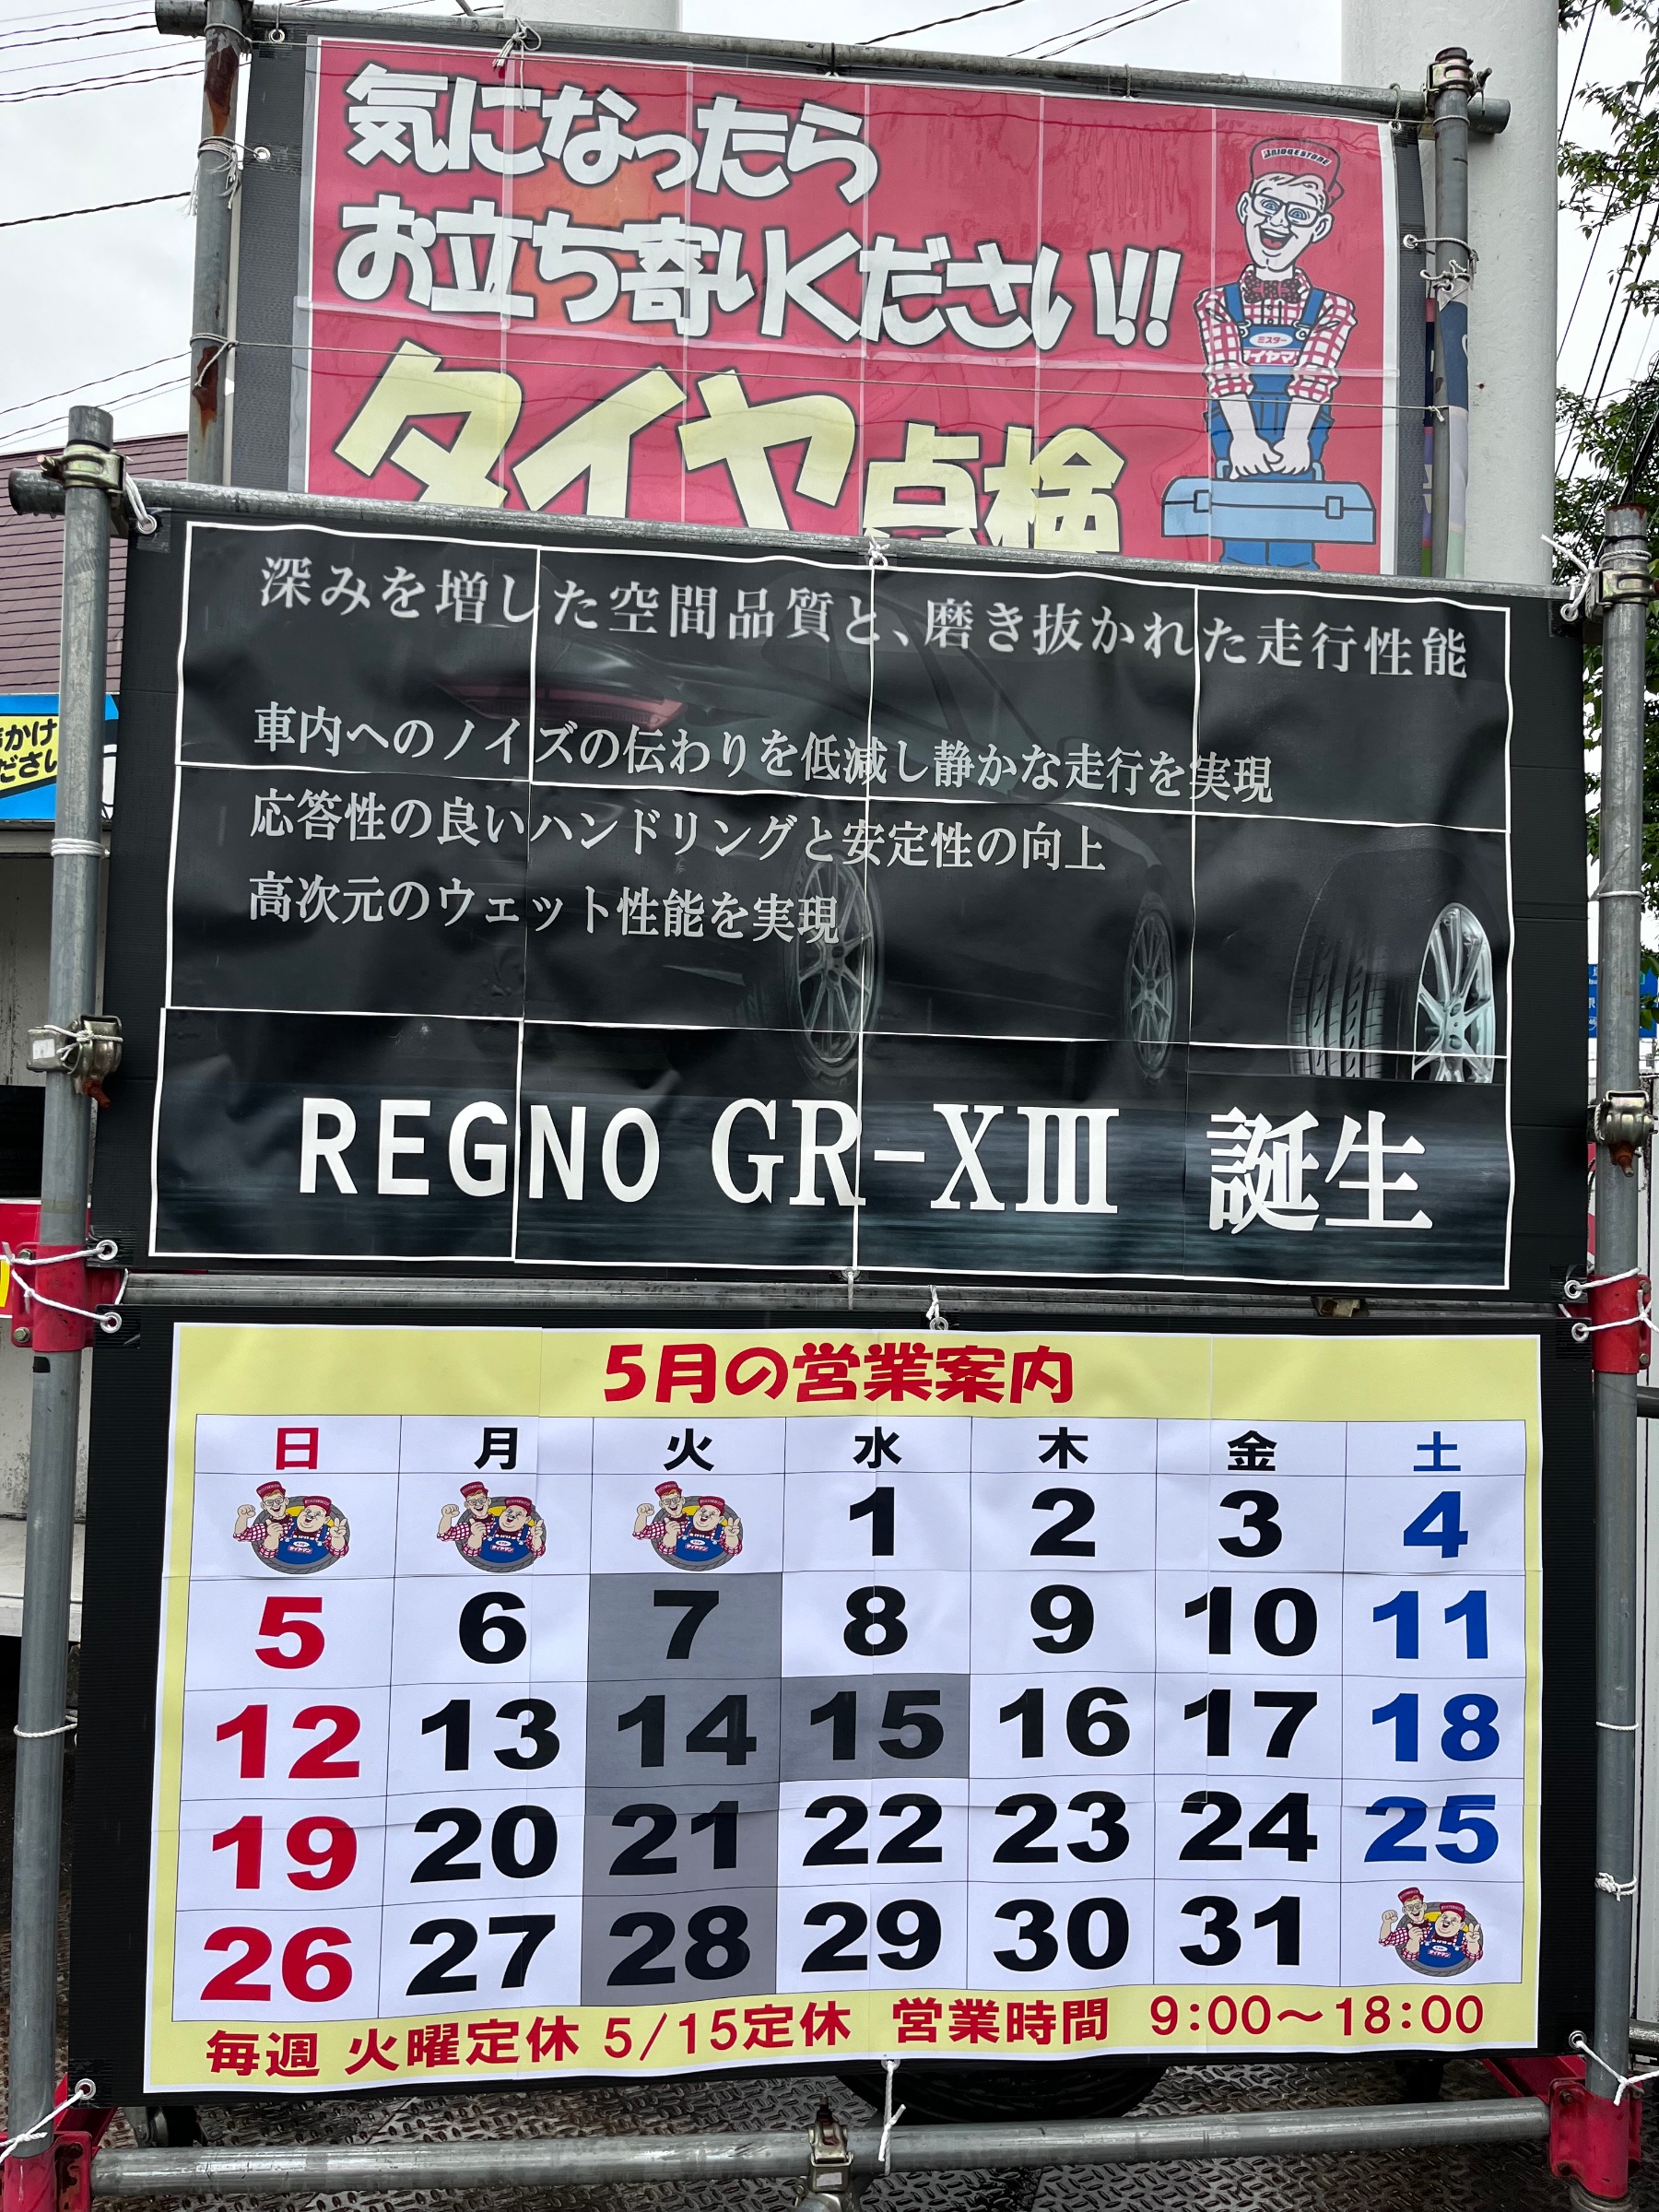 気になったら
お立ち寄りください!!
タイヤ点検
BRIDGESTONE
ミスター
タイヤマン
深みを増した空間品質と、磨き抜かれた走行性能
車内へのノイズの伝わりを低減し静かな走行を実現
応答性の良いハンドリングと安定性の向上
高次元のウェット性能を実現
REGNO GR-XⅢ 誕生
5月の営業案内
日 月 火 水 木 金 土
1 2 3 4
5 6 7 8 9 10 11
12 13 14 15 16 17 18
19 20 21 22 23 24 25
26 27 28 29 30 31
毎週 火曜定休 5/15定休 営業時間 9:00~18:00